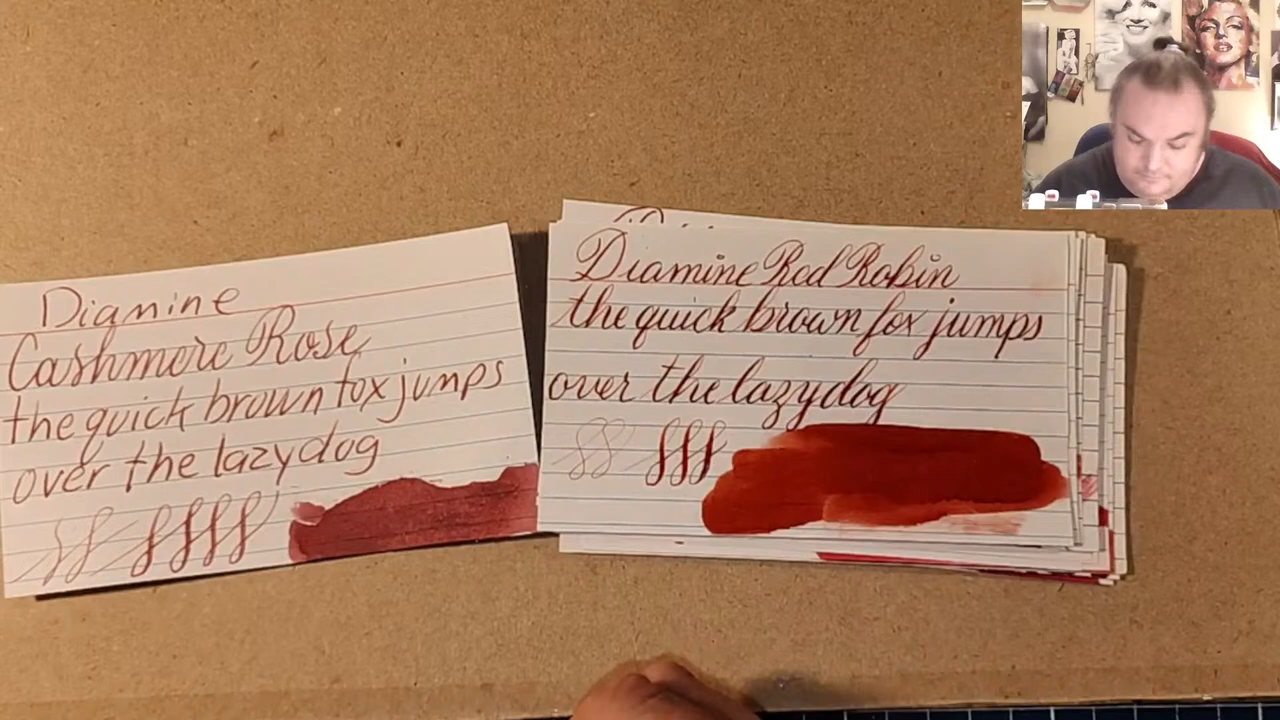 Diamine
Cashmere Rose
the quick brown fox jumps
over the lazy dog
Diamine Red Robin
the quick brown fox jumps
over the lazy dog